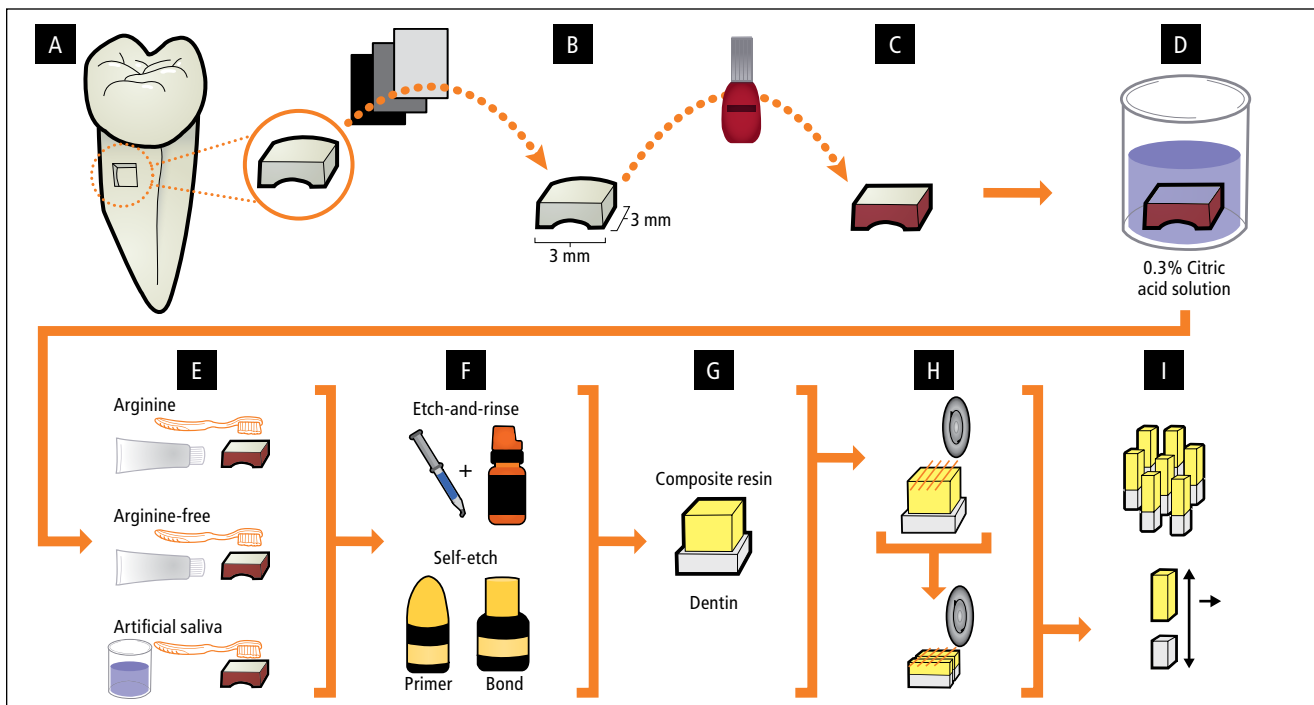 A
B
C
D
3 mm
3 mm
0.3% Citric
acid solution
E
F
G
H
I
Arginine
Arginine-free
Artificial saliva
Etch-and-rinse
+
Self-etch
Primer
Bond
Composite resin
Dentin